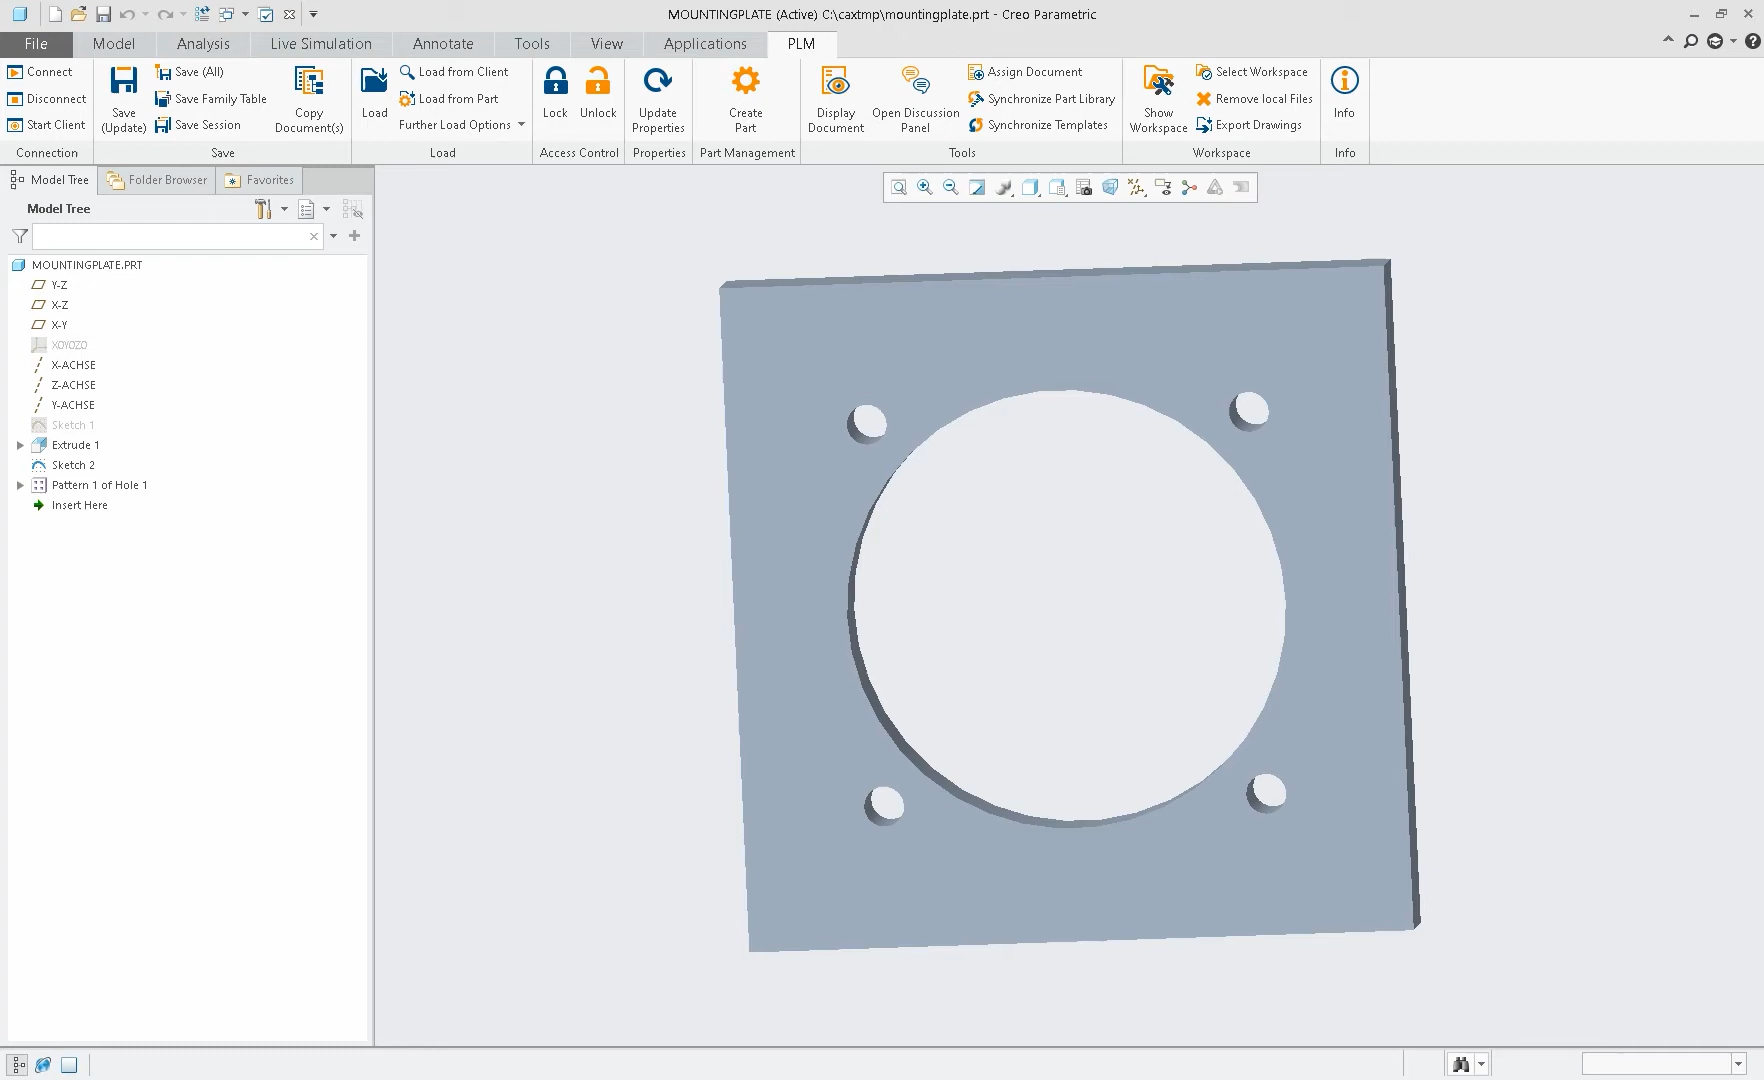 MOUNTINGPLATE (Active) C:\caxtmp\mountingplate.prt - Creo Parametric
File Model Analysis Live Simulation Annotate Tools View Applications PLM
Connect
Disconnect
Start Client
Connection
Save
(Update)
Save (All)
Save Family Table
Save Session
Copy
Document(s)
Save
Load
Load from Client
Load from Part
Further Load Options
Load
Lock
Unlock
Access Control
Update
Properties
Properties
Create
Part
Part Management
Display
Document
Open Discussion
Panel
Assign Document
Synchronize Part Library
Synchronize Templates
Tools
Show
Workspace
Select Workspace
Remove local Files
Export Drawings
Workspace
Info
Info
Model Tree Folder Browser Favorites
Model Tree
MOUNTINGPLATE.PRT
Y-Z
X-Z
X-Y
X0Y0Z0
X-ACHSE
Z-ACHSE
Y-ACHSE
Sketch 1
Extrude 1
Sketch 2
Pattern 1 of Hole 1
Insert Here